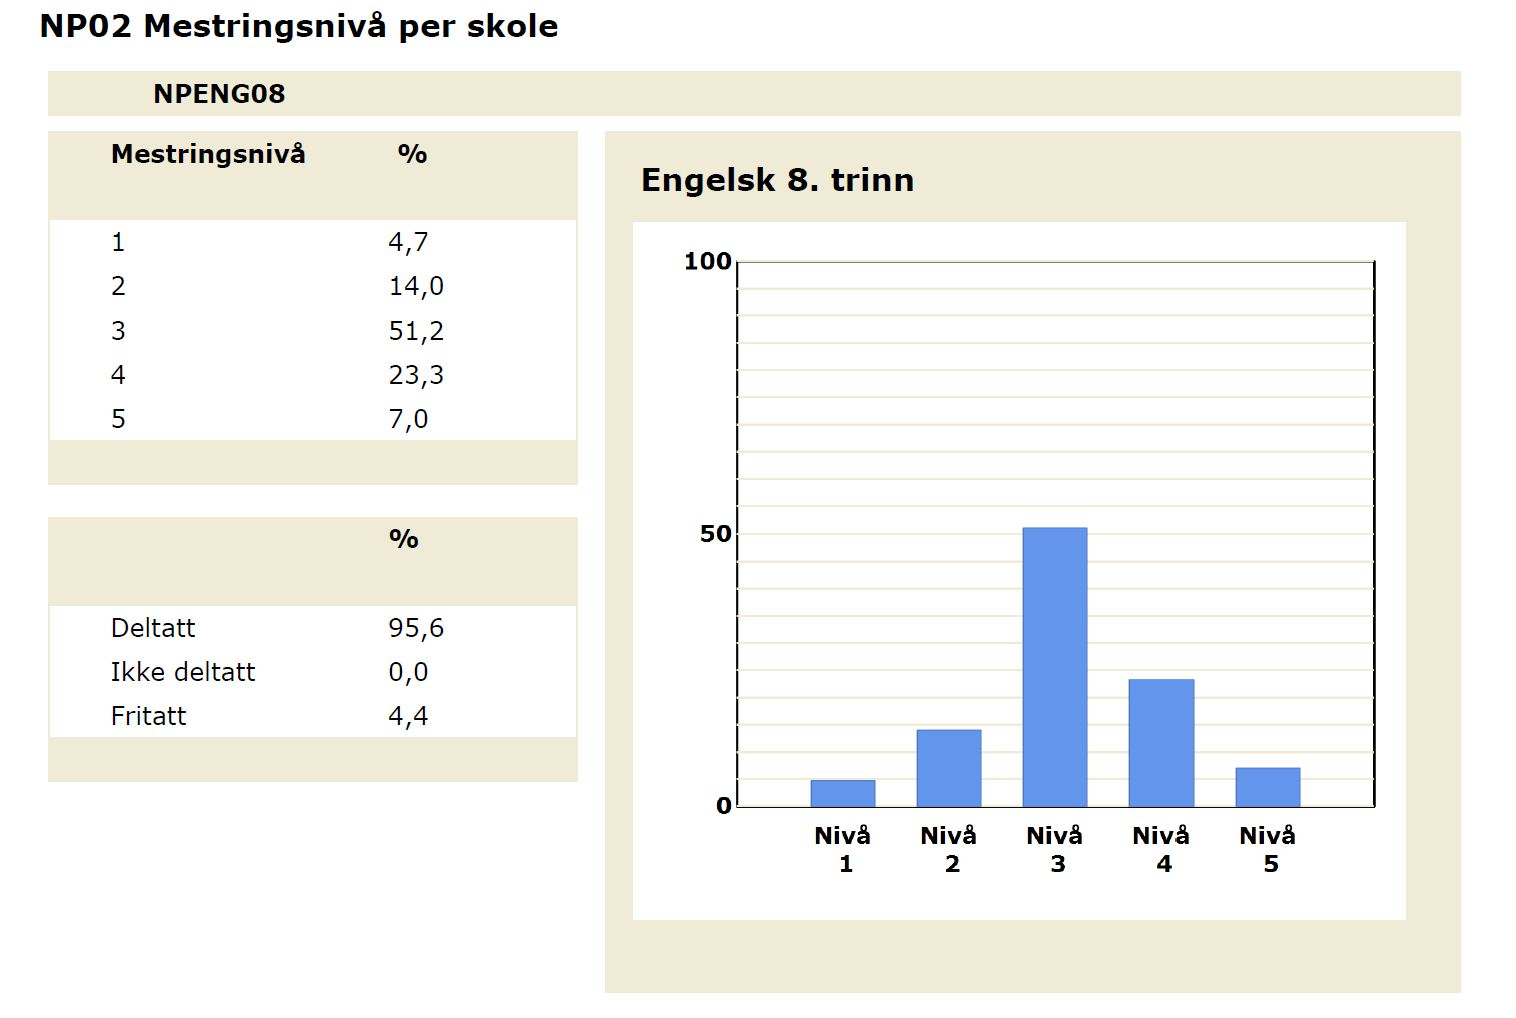 NP02 Mestringsnivå per skole
NPENG08
Mestringsnivå %
1 4,7
2 14,0
3 51,2
4 23,3
5 7,0
%
Deltatt 95,6
Ikke deltatt 0,0
Fritatt 4,4
Engelsk 8. trinn
100
50
0
Nivå 1
Nivå 2
Nivå 3
Nivå 4
Nivå 5